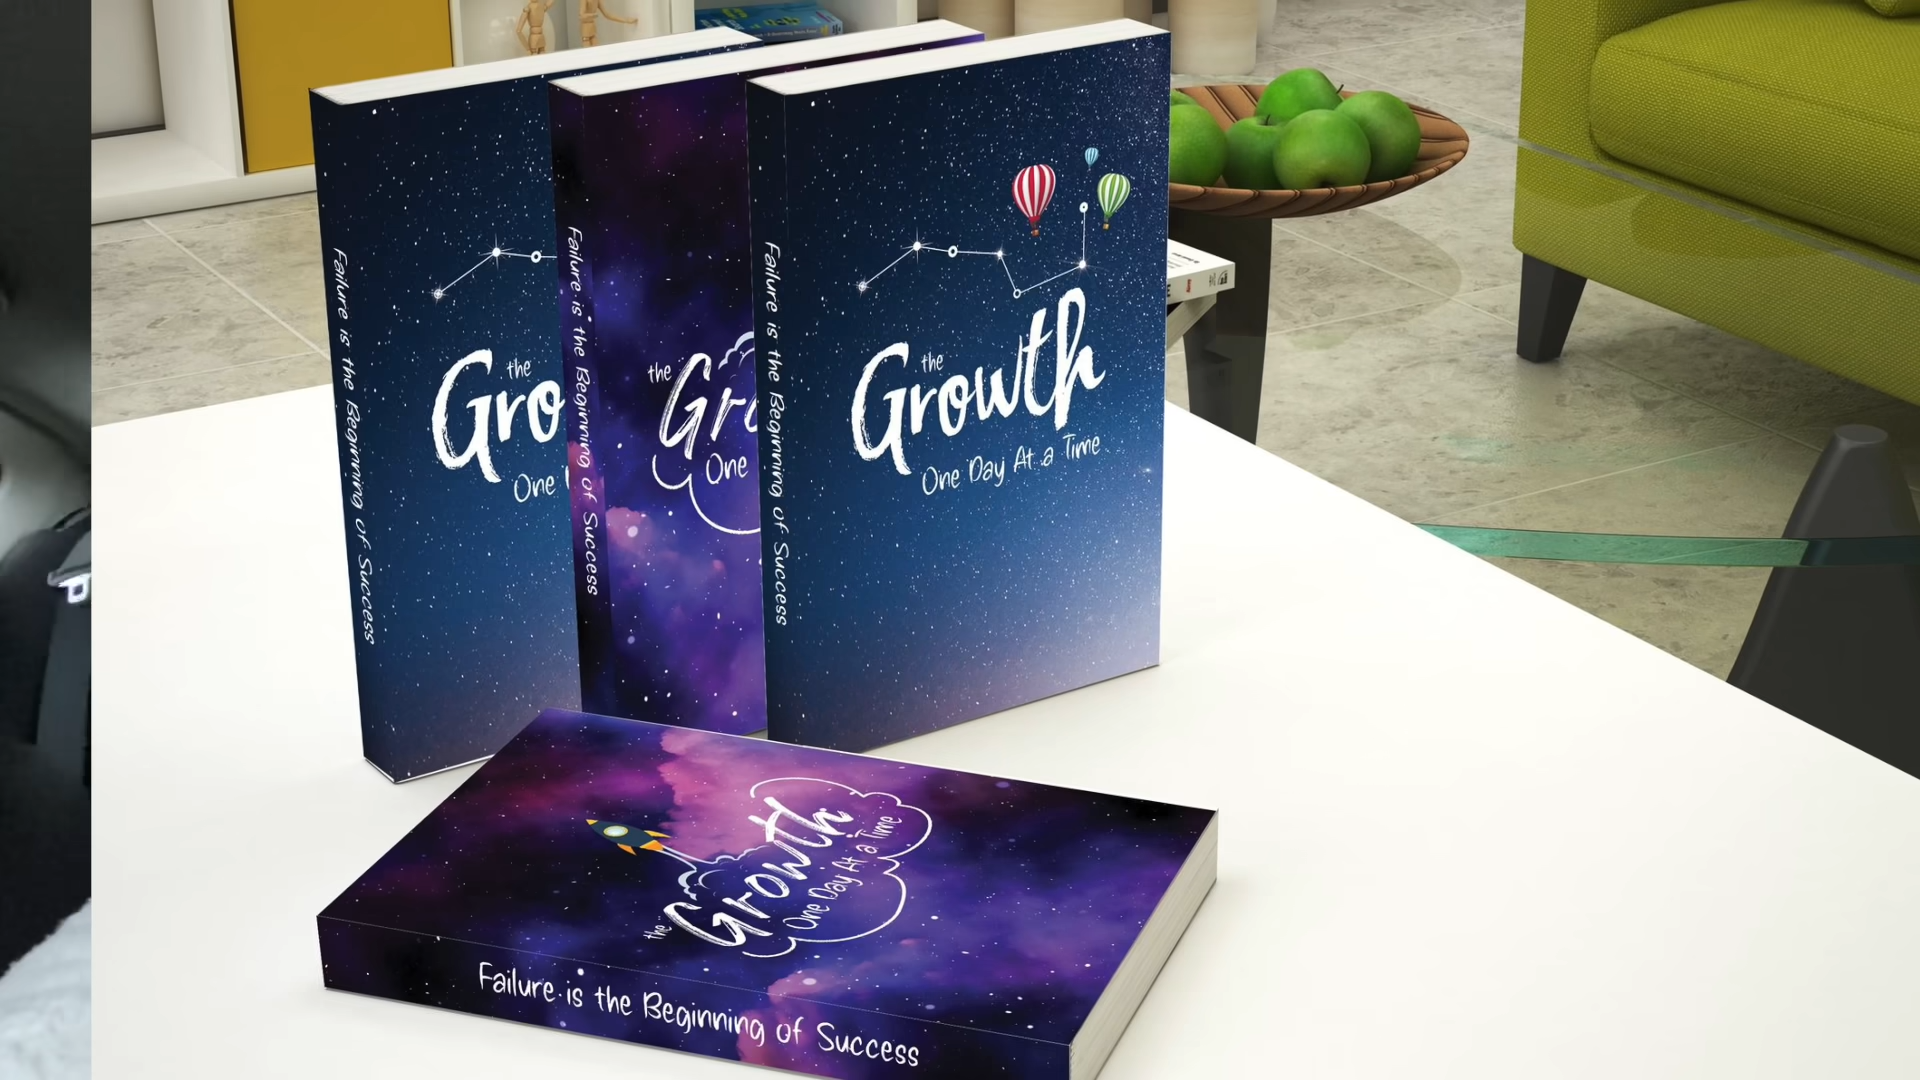 Failure is the Beginning of Success
the
Gro
One
Failure is the Beginning of Success
the
Gro
One
Failure is the Beginning of Success
the
Growth
One Day At a Time
the
Growth
One Day At a Time
Failure is the Beginning of Success